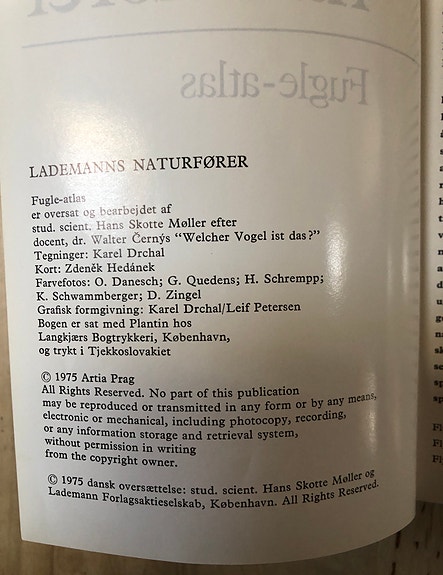 Fugle-atlas
LADEMANNS NATURFØRER
Fugle-atlas
er oversat og bearbejdet af
stud. scient. Hans Skotte Møller efter
docent, dr. Walter Černýs "Welcher Vogel ist das?"
Tegninger: Karel Drchal
Kort: Zdeněk Hedánek
Farvefotos: O. Danesch; G. Quedens; H. Schrempp;
K. Schwammberger; D. Zingel
Grafisk formgivning: Karel Drchal/Leif Petersen
Bogen er sat med Plantin hos
Langkjærs Bogtrykkeri, København,
og trykt i Tjekkoslovakiet
© 1975 Artia Prag
All Rights Reserved. No part of this publication
may be reproduced or transmitted in any form or by any means,
electronic or mechanical, including photocopy, recording,
or any information storage and retrieval system,
without permission in writing
from the copyright owner.
© 1975 dansk oversættelse: stud. scient. Hans Skotte Møller og
Lademann Forlagsaktieselskab, København. All Rights Reserved.